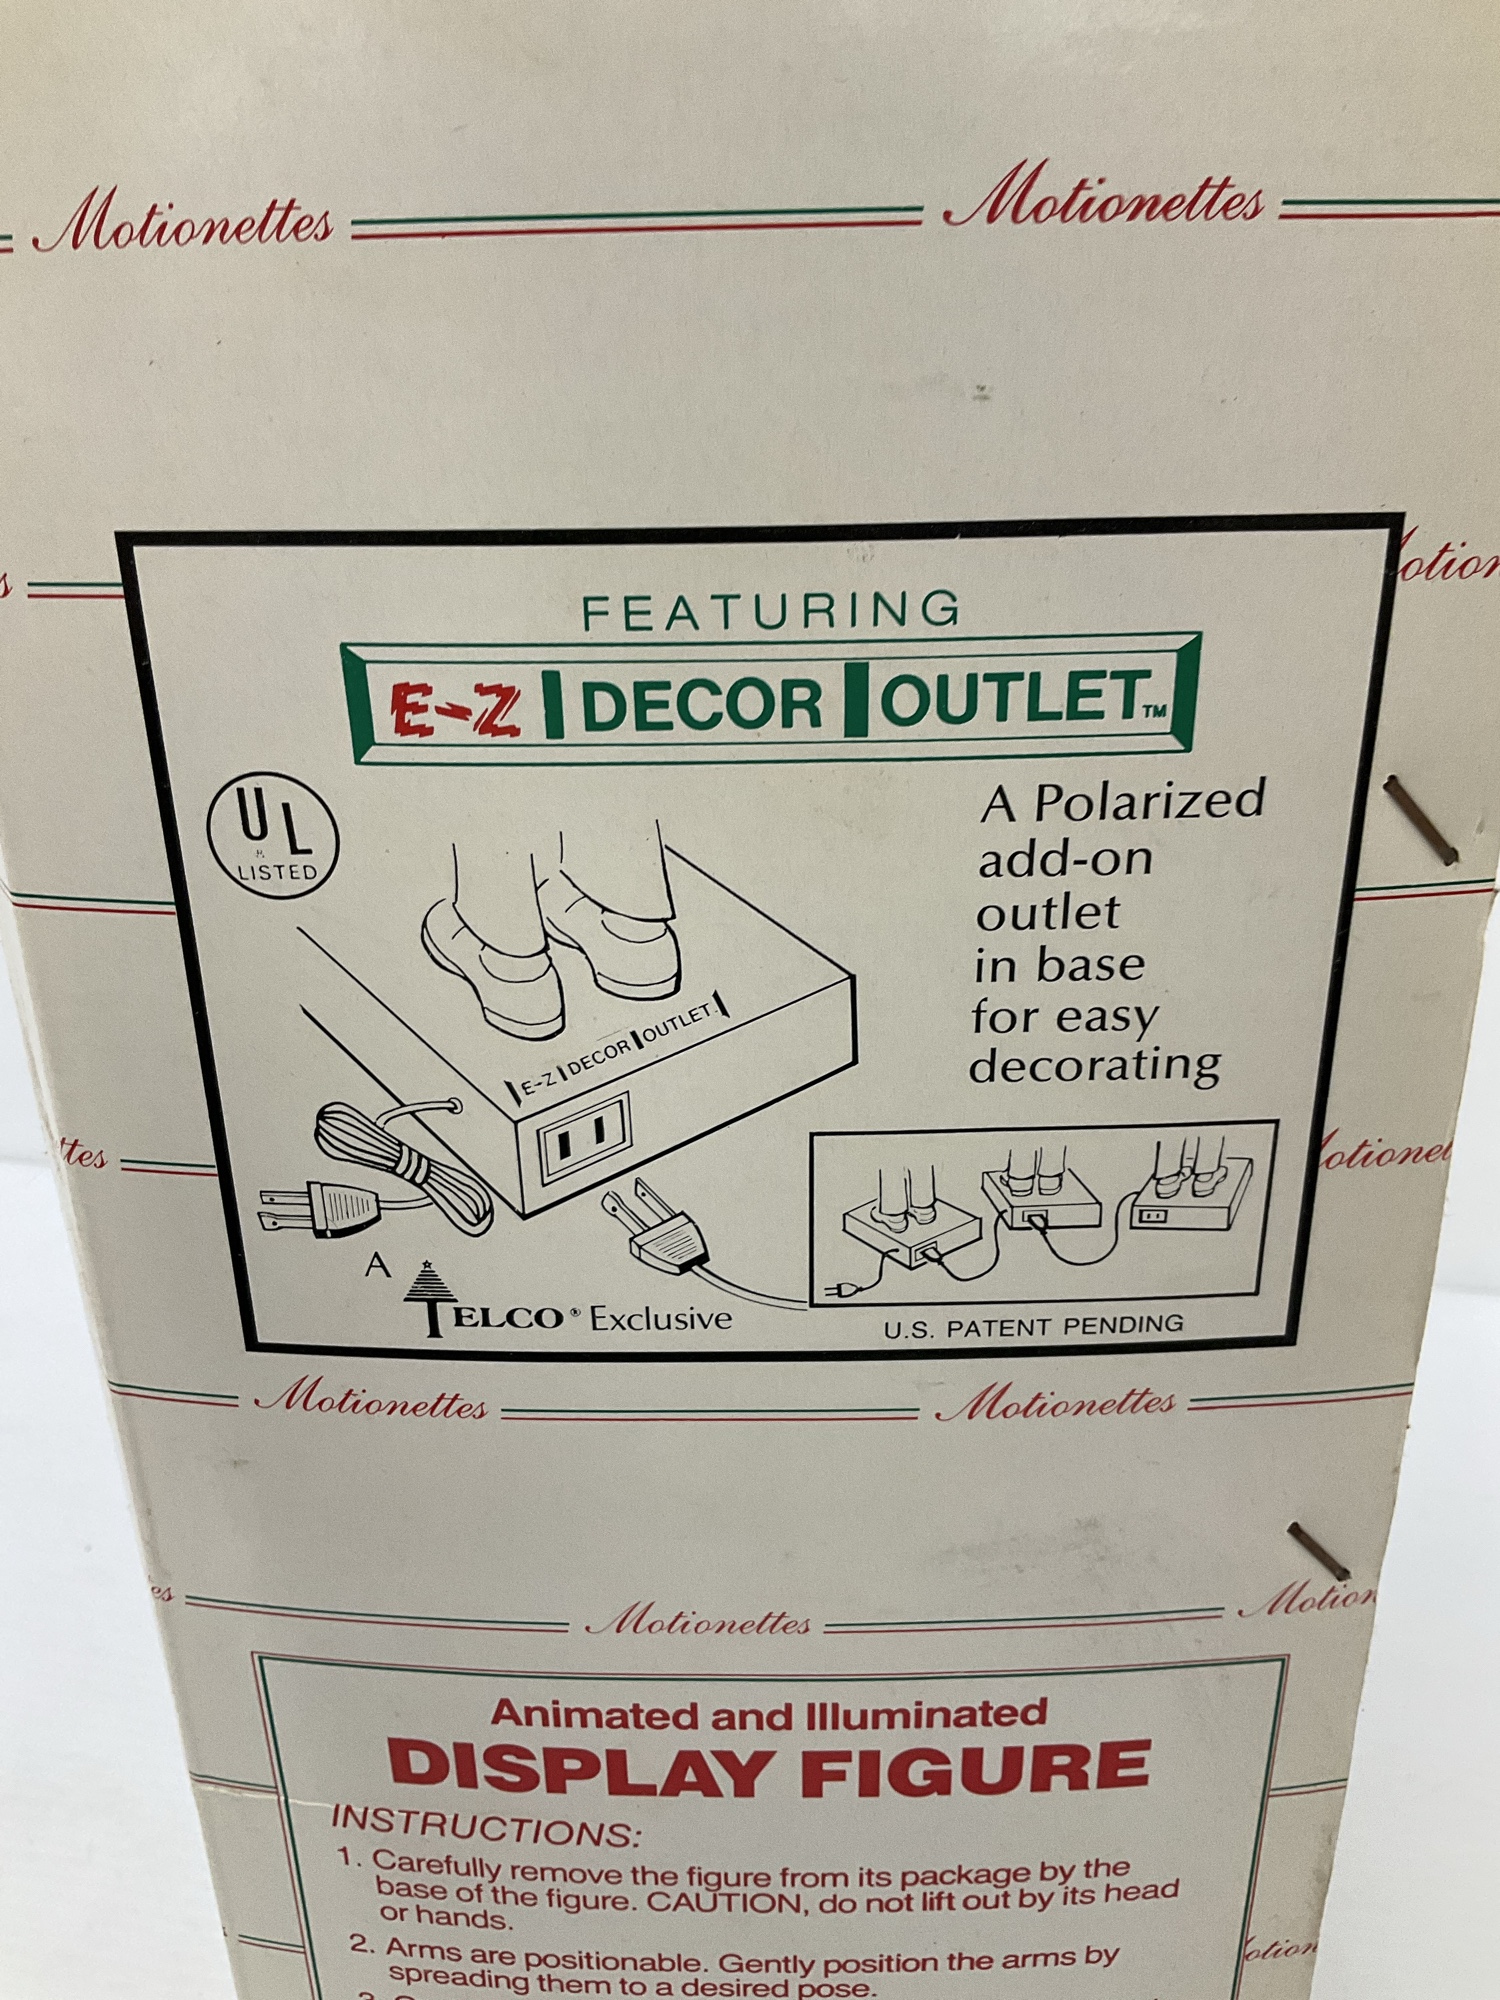 Motionettes Motionettes
FEATURING
E-Z DECOR OUTLET™
UL
LISTED
A Polarized
add-on
outlet
in base
for easy
decorating
E-Z DECOR OUTLET
A
TELCO® Exclusive
U.S. PATENT PENDING
Motionettes Motionettes
Motionettes
Animated and Illuminated
DISPLAY FIGURE
INSTRUCTIONS:
1. Carefully remove the figure from its package by the
base of the figure. CAUTION, do not lift out by its head
or hands.
2. Arms are positionable. Gently position the arms by
spreading them to a desired pose.